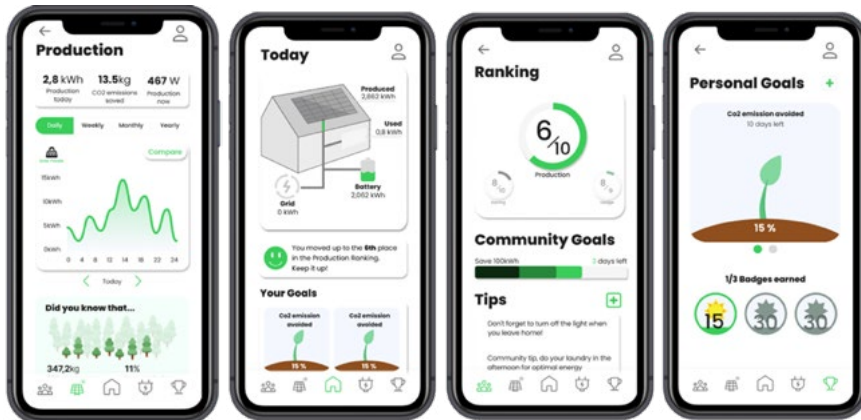 Production
2,8 kWh
Production
today
13.5kg
CO2 emissions
saved
467 W
Production
now
Daily
Weekly
Monthly
Yearly
Compare
15kWh
10kWh
5kWh
0kWh
0 4 8 12 14 16 18 22 24
Today
Did you know that...
347,2kg
11%
Today
Produced
2,862 kWh
Used
0,8 kWh
Battery
2,062 kWh
Grid
0 kWh
You moved up to the 6th place
in the Production Ranking.
Keep it up!
Your Goals
Co2 emission
avoided
15 %
Co2 emission
avoided
15 %
Ranking
6/10
Production
8/10
Community Goals
Save 100kWh
3 days left
Tips
Don't forget to turn off the light when
you leave home!
Community tip, do your laundry in the
afternoon for optimal energy
Personal Goals
Co2 emission avoided
10 days left
15 %
1/3 Badges earned
15
30
30